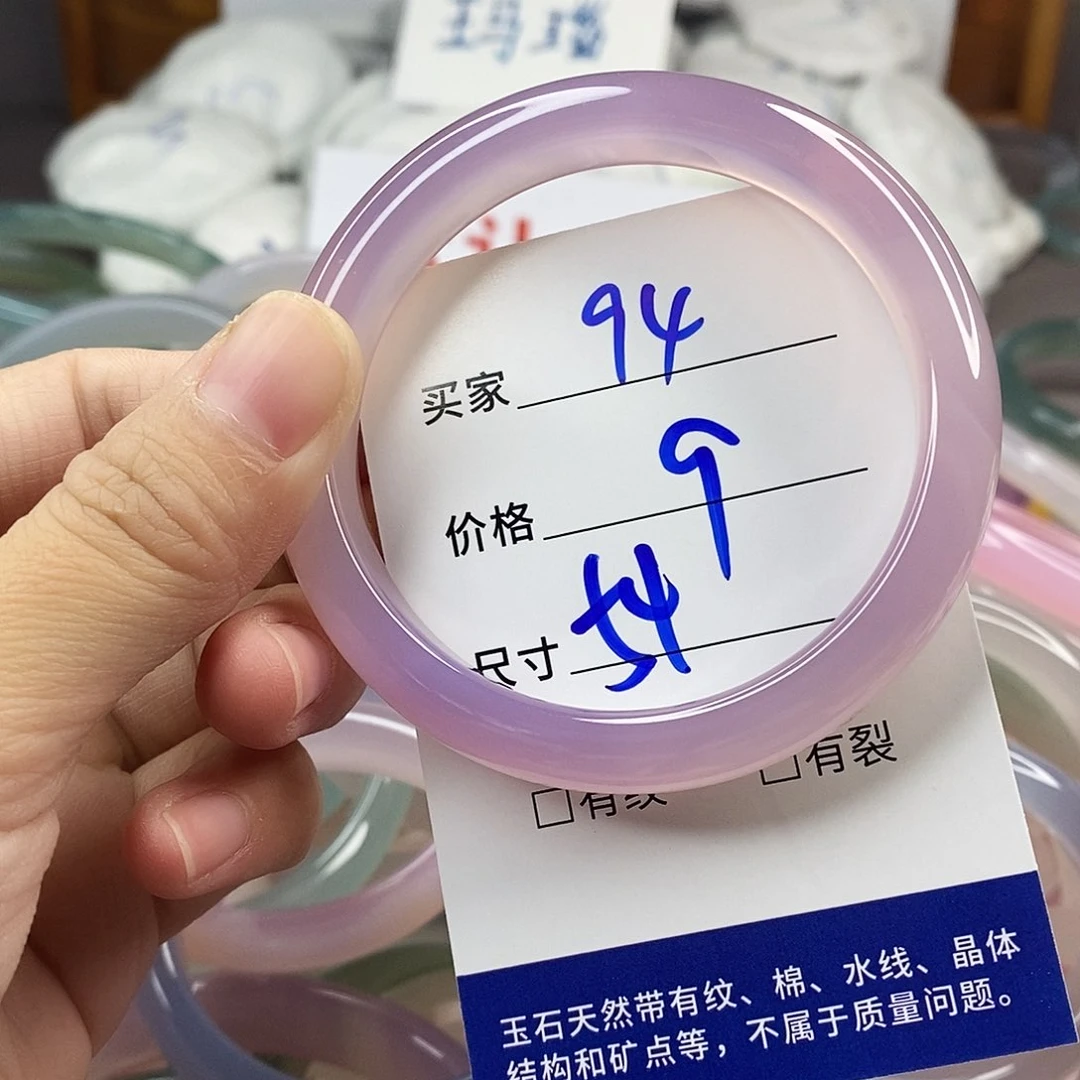 玛瑙
买家 94
价格 9
尺寸 54
□有纹 □有裂
玉石天然带有纹、棉、水线、晶体
结构和矿点等，不属于质量问题。